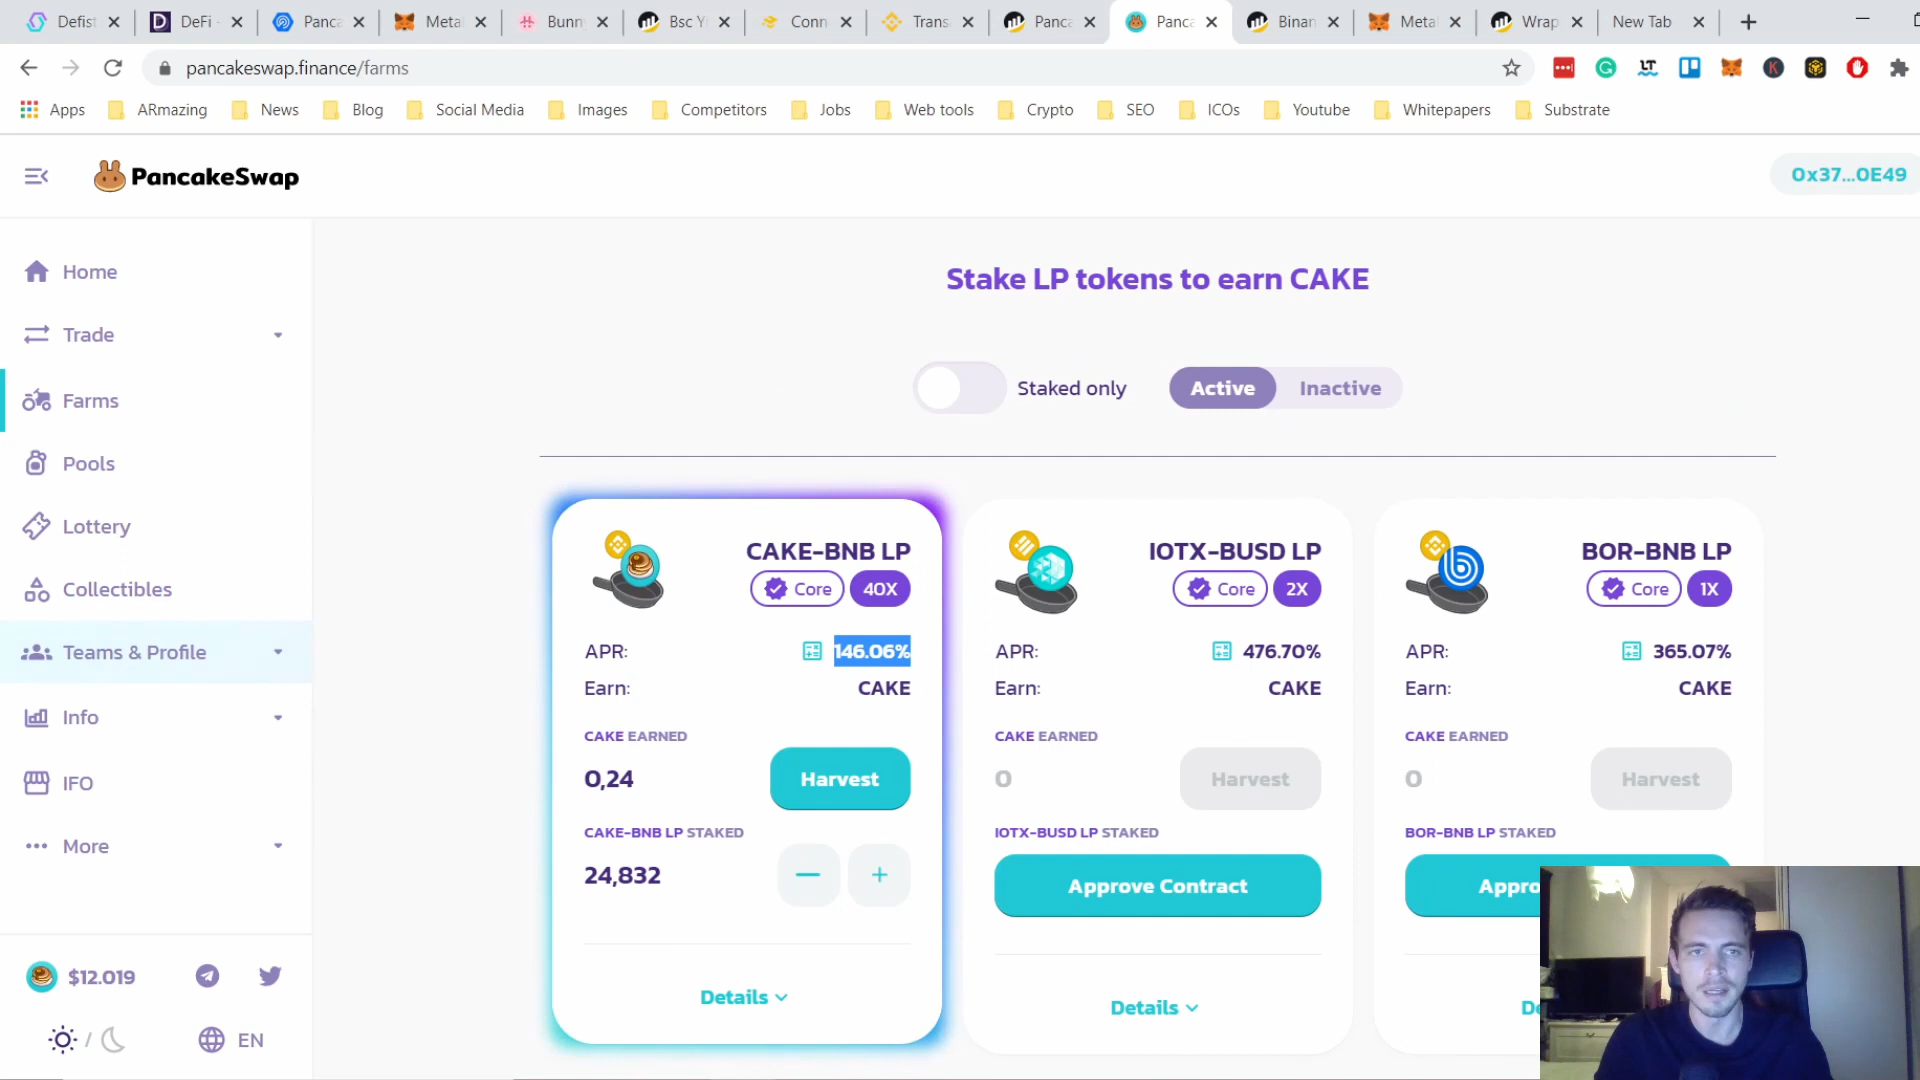 Defist
DeFi -
Panca
Metal
Bunn
Bsc Y
Conn
Trans
Panca
Panca
Binan
Metal
Wrap
New Tab
pancakeswap.finance/farms
Apps
ARmazing
News
Blog
Social Media
Images
Competitors
Jobs
Web tools
Crypto
SEO
ICOs
Youtube
Whitepapers
Substrate
PancakeSwap
0x37...0E49
Home
Trade
Farms
Pools
Lottery
Collectibles
Teams & Profile
Info
IFO
More
$12.019
/
EN
Stake LP tokens to earn CAKE
Staked only
Active
Inactive
CAKE-BNB LP
Core
40X
APR:
146.06%
Earn:
CAKE
CAKE EARNED
0,24
Harvest
CAKE-BNB LP STAKED
24,832
Details
IOTX-BUSD LP
Core
2X
APR:
476.70%
Earn:
CAKE
CAKE EARNED
0
Harvest
IOTX-BUSD LP STAKED
Approve Contract
Details
BOR-BNB LP
Core
1X
APR:
365.07%
Earn:
CAKE
CAKE EARNED
0
Harvest
BOR-BNB LP STAKED
Appro
De